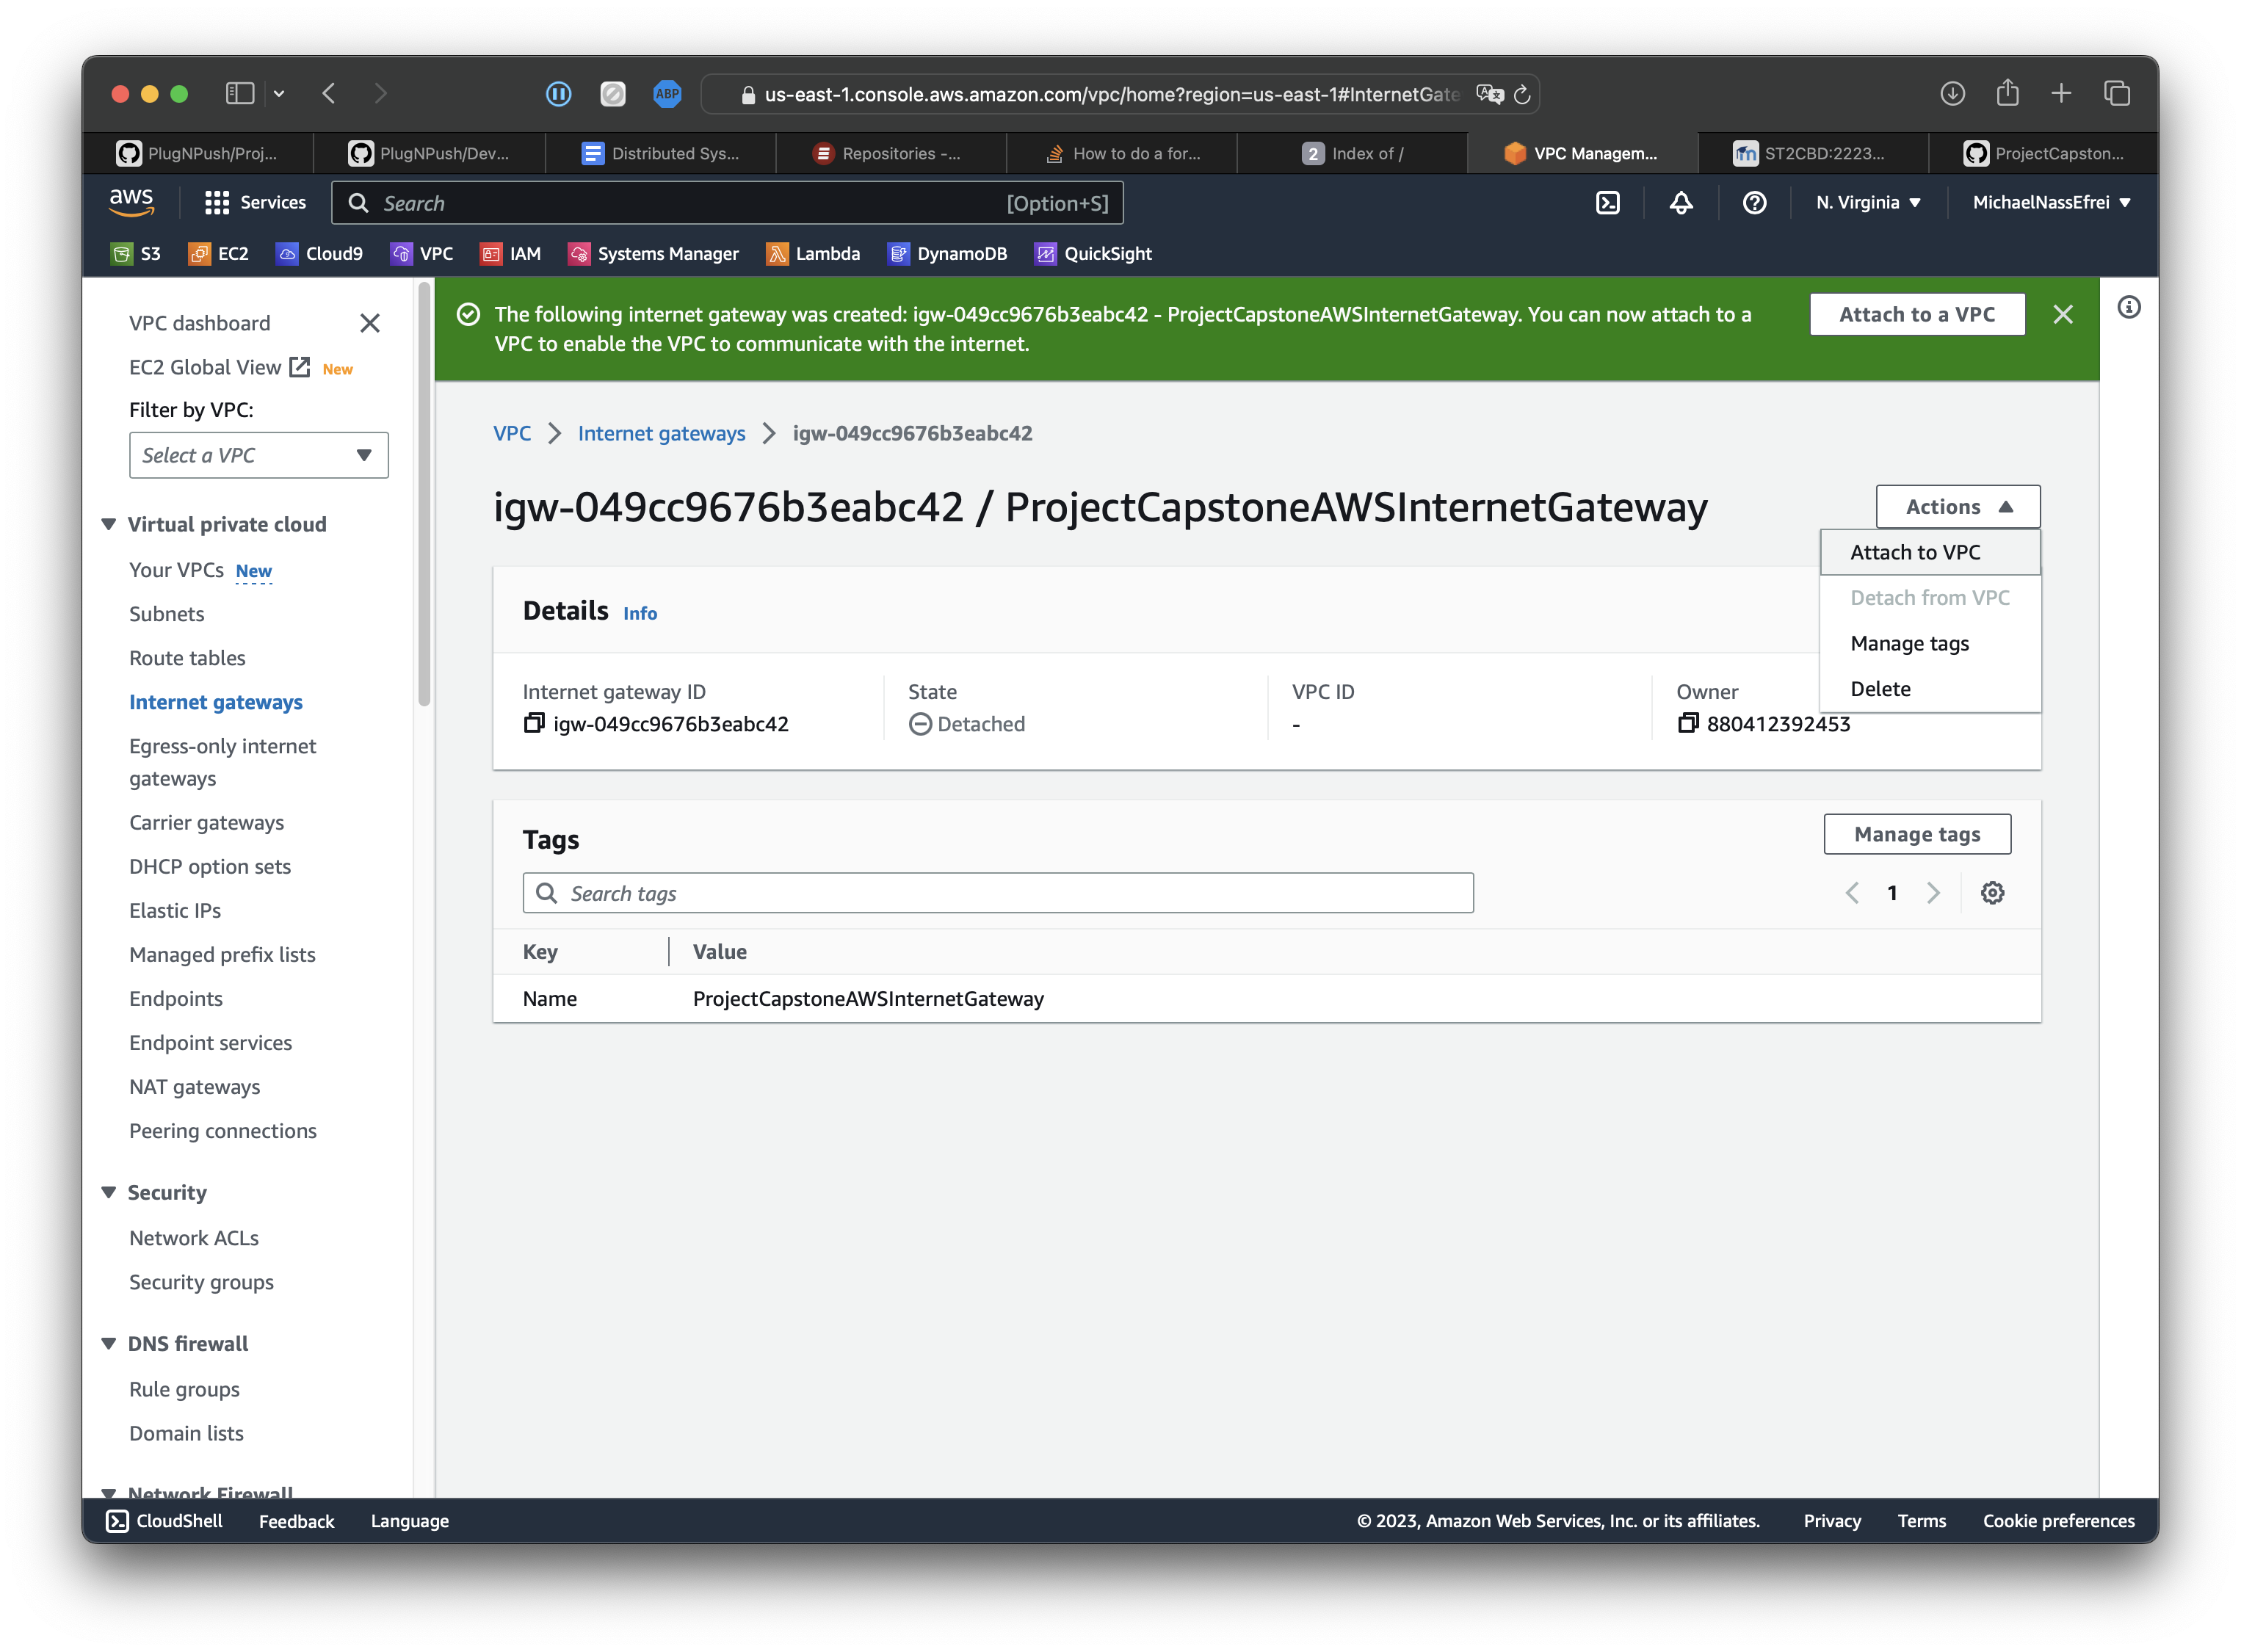 ABP
us-east-1.console.aws.amazon.com/vpc/home?region=us-east-1#InternetGate
PlugNPush/Proj...
PlugNPush/Dev...
Distributed Sys...
Repositories -...
How to do a for...
2 Index of /
VPC Managem...
ST2CBD:2223...
ProjectCapston...
aws
Services
Search
[Option+S]
N. Virginia
MichaelNassEfrei
S3
EC2
Cloud9
VPC
IAM
Systems Manager
Lambda
DynamoDB
QuickSight
VPC dashboard
EC2 Global View New
Filter by VPC:
Select a VPC
Virtual private cloud
Your VPCs New
Subnets
Route tables
Internet gateways
Egress-only internet
gateways
Carrier gateways
DHCP option sets
Elastic IPs
Managed prefix lists
Endpoints
Endpoint services
NAT gateways
Peering connections
Security
Network ACLs
Security groups
DNS firewall
Rule groups
Domain lists
Network Firewall
The following internet gateway was created: igw-049cc9676b3eabc42 - ProjectCapstoneAWSInternetGateway. You can now attach to a
VPC to enable the VPC to communicate with the internet.
Attach to a VPC
VPC
Internet gateways
igw-049cc9676b3eabc42
igw-049cc9676b3eabc42 / ProjectCapstoneAWSInternetGateway
Actions
Attach to VPC
Detach from VPC
Manage tags
Delete
Details Info
Internet gateway ID
igw-049cc9676b3eabc42
State
Detached
VPC ID
-
Owner
880412392453
Tags
Manage tags
Search tags
1
Key
Value
Name
ProjectCapstoneAWSInternetGateway
CloudShell
Feedback
Language
© 2023, Amazon Web Services, Inc. or its affiliates.
Privacy
Terms
Cookie preferences